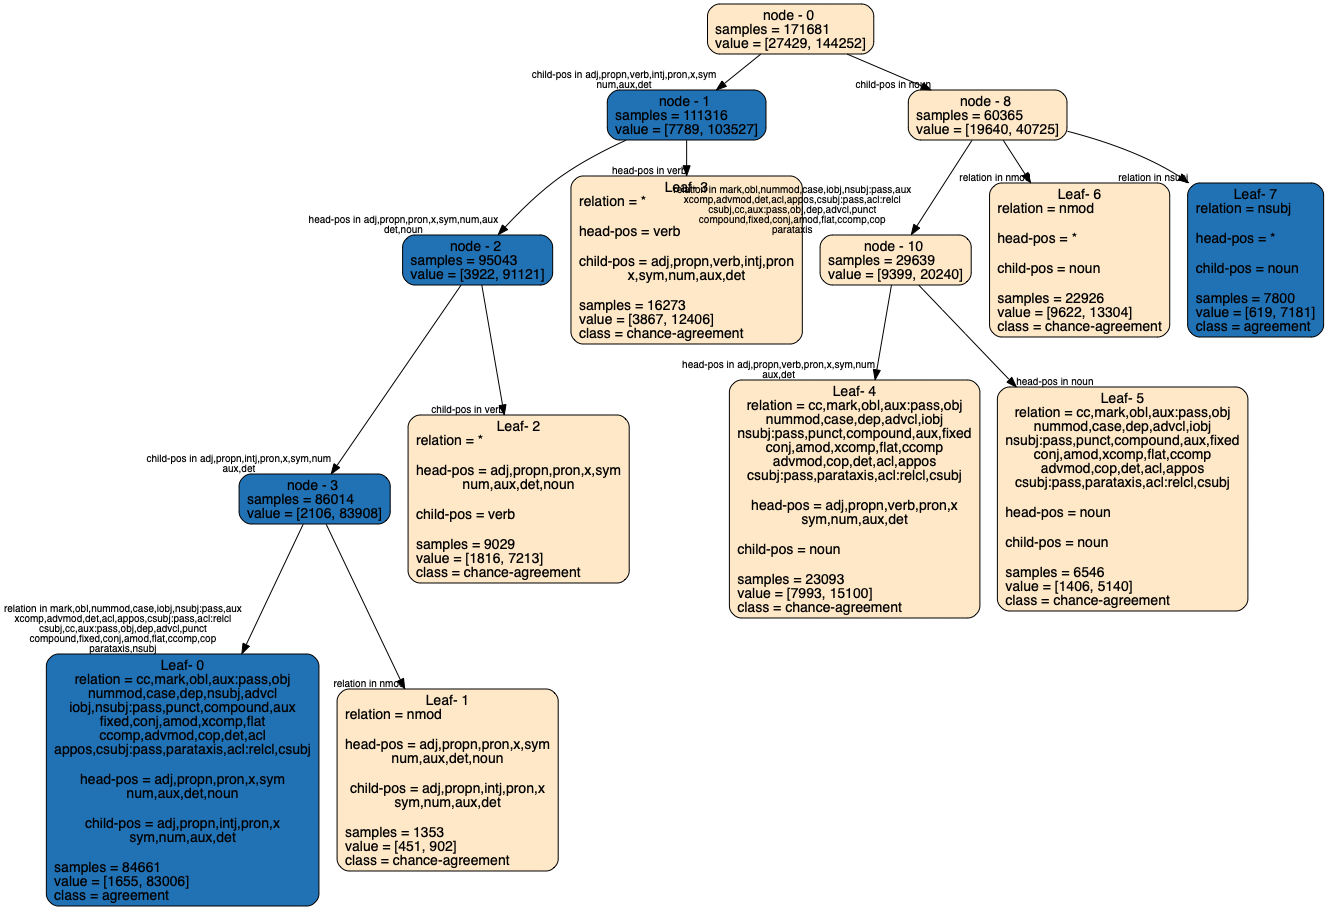 node - 0
samples = 171681
value = [27429, 144252]
child-pos in adj,propn,verb,intj,pron,x,sym
num,aux,det
child-pos in noun
node - 1
samples = 111316
value = [7789, 103527]
node - 8
samples = 60365
value = [19640, 40725]
head-pos in adj,propn,pron,x,sym,num,aux
det,noun
head-pos in verb
relation in mark,obl,nummod,case,iobj,nsubj:pass,aux
xcomp,advmod,det,acl,appos,csubj:pass,acl:relcl
csubj,cc,aux:pass,obj,dep,advcl,punct
compound,fixed,conj,amod,flat,ccomp,cop
parataxis
relation in nmod
relation in nsubj
node - 2
samples = 95043
value = [3922, 91121]
Leaf- 3
relation = *
head-pos = verb
child-pos = adj,propn,verb,intj,pron
x,sym,num,aux,det
samples = 16273
value = [3867, 12406]
class = chance-agreement
node - 10
samples = 29639
value = [9399, 20240]
Leaf- 6
relation = nmod
head-pos = *
child-pos = noun
samples = 22926
value = [9622, 13304]
class = chance-agreement
Leaf- 7
relation = nsubj
head-pos = *
child-pos = noun
samples = 7800
value = [619, 7181]
class = agreement
child-pos in adj,propn,intj,pron,x,sym,num
aux,det
child-pos in verb
head-pos in adj,propn,verb,pron,x,sym,num
aux,det
head-pos in noun
node - 3
samples = 86014
value = [2106, 83908]
Leaf- 2
relation = *
head-pos = adj,propn,pron,x,sym
num,aux,det,noun
child-pos = verb
samples = 9029
value = [1816, 7213]
class = chance-agreement
Leaf- 4
relation = cc,mark,obl,aux:pass,obj
nummod,case,dep,advcl,iobj
nsubj:pass,punct,compound,aux,fixed
conj,amod,xcomp,flat,ccomp
advmod,cop,det,acl,appos
csubj:pass,parataxis,acl:relcl,csubj
head-pos = adj,propn,verb,pron,x
sym,num,aux,det
child-pos = noun
samples = 23093
value = [7993, 15100]
class = chance-agreement
Leaf- 5
relation = cc,mark,obl,aux:pass,obj
nummod,case,dep,advcl,iobj
nsubj:pass,punct,compound,aux,fixed
conj,amod,xcomp,flat,ccomp
advmod,cop,det,acl,appos
csubj:pass,parataxis,acl:relcl,csubj
head-pos = noun
child-pos = noun
samples = 6546
value = [1406, 5140]
class = chance-agreement
relation in mark,obl,nummod,case,iobj,nsubj:pass,aux
xcomp,advmod,det,acl,appos,csubj:pass,acl:relcl
csubj,cc,aux:pass,obj,dep,advcl,punct
compound,fixed,conj,amod,flat,ccomp,cop
parataxis,nsubj
relation in nmod
Leaf- 0
relation = cc,mark,obl,aux:pass,obj
nummod,case,dep,nsubj,advcl
iobj,nsubj:pass,punct,compound,aux
fixed,conj,amod,xcomp,flat
ccomp,advmod,cop,det,acl
appos,csubj:pass,parataxis,acl:relcl,csubj
head-pos = adj,propn,pron,x,sym
num,aux,det,noun
child-pos = adj,propn,intj,pron,x
sym,num,aux,det
samples = 84661
value = [1655, 83006]
class = agreement
Leaf- 1
relation = nmod
head-pos = adj,propn,pron,x,sym
num,aux,det,noun
child-pos = adj,propn,intj,pron,x
sym,num,aux,det
samples = 1353
value = [451, 902]
class = chance-agreement